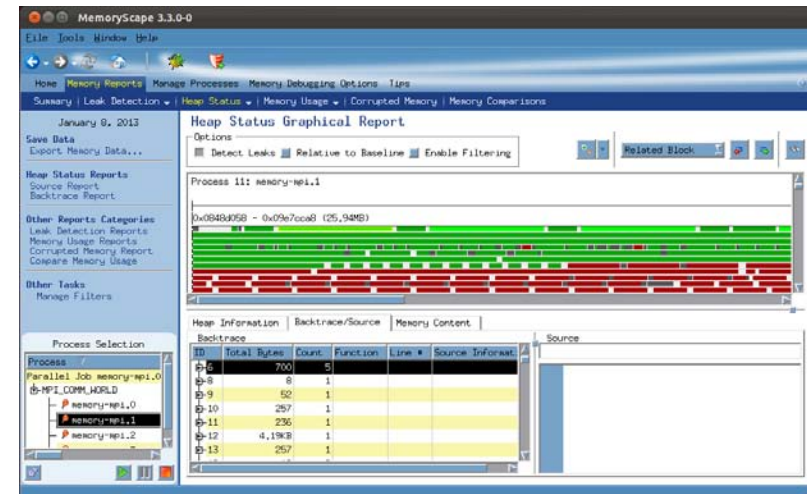 MemoryScape 3.3.0-0
File Tools Window Help
Home Memory Reports Manage Processes Memory Debugging Options Tips
Summary | Leak Detection | Heap Status | Memory Usage | Corrupted Memory | Memory Comparisons
January 8, 2013
Save Data
Export Memory Data...
Heap Status Reports
Source Report
Backtrace Report
Other Reports Categories
Leak Detection Reports
Memory Usage Reports
Corrupted Memory Report
Compare Memory Usage
Other Tasks
Manage Filters
Process Selection
Process
Parallel Job memory-mpi.0
MPI_COMM_WORLD
memory-mpi.0
memory-mpi.1
memory-mpi.2
Heap Status Graphical Report
Options
Detect Leaks Relative to Baseline Enable Filtering
Related Block
Process 11: memory-mpi.1
0x0848d058 - 0x09e7cca8 (25.94MB)
Heap Information Backtrace/Source Memory Content
Backtrace
ID Total Bytes Count Function Line # Source Informat
6 700 5
8 8 1
9 52 1
10 257 1
11 236 1
12 4.19KB 1
13 257 1
Source